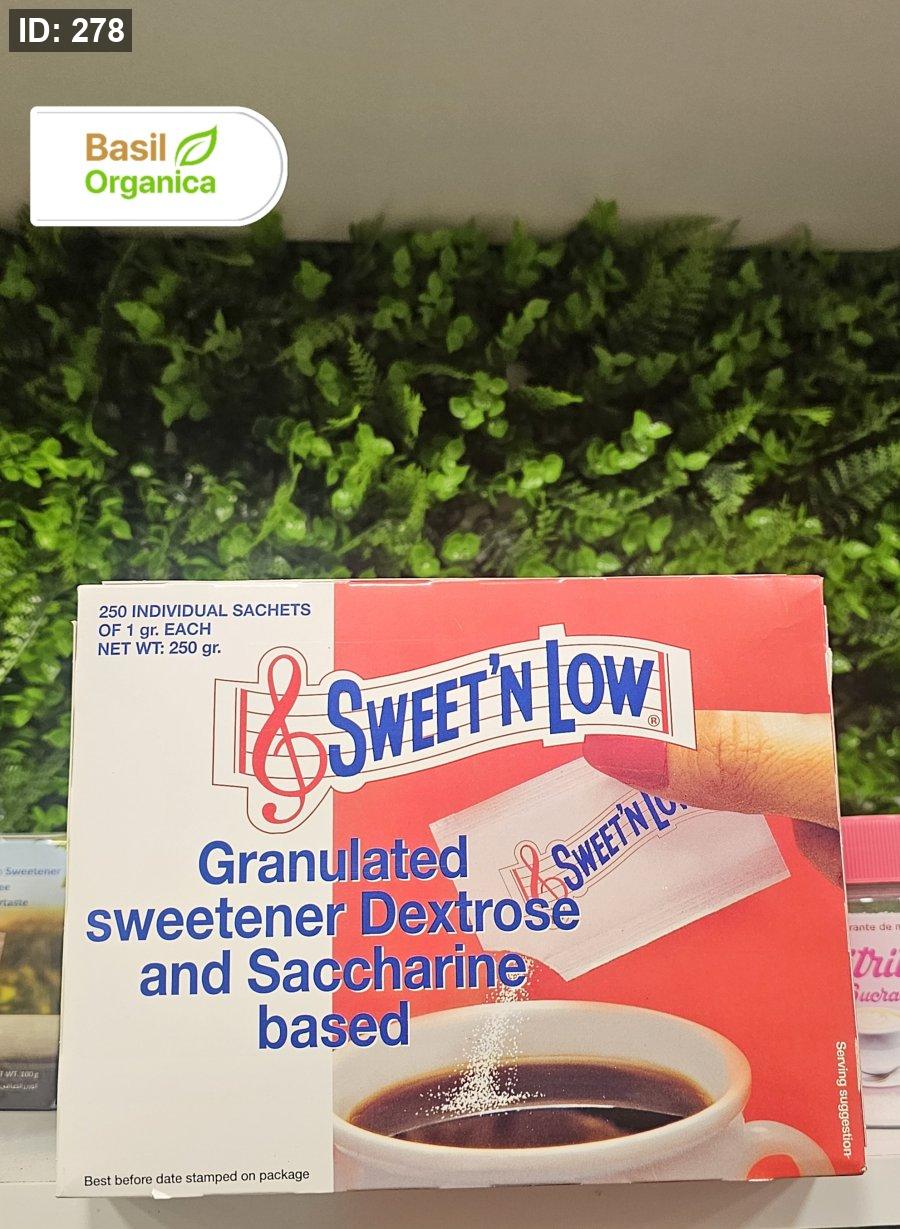 ID: 278
Basil
Organica
250 INDIVIDUAL SACHETS
OF 1 gr. EACH
NET WT: 250 gr.
SWEET'N LOW®
SWEET'N
Granulated
sweetener Dextrose
and Saccharine
based
Serving suggestion
Best before date stamped on package
Sweetener